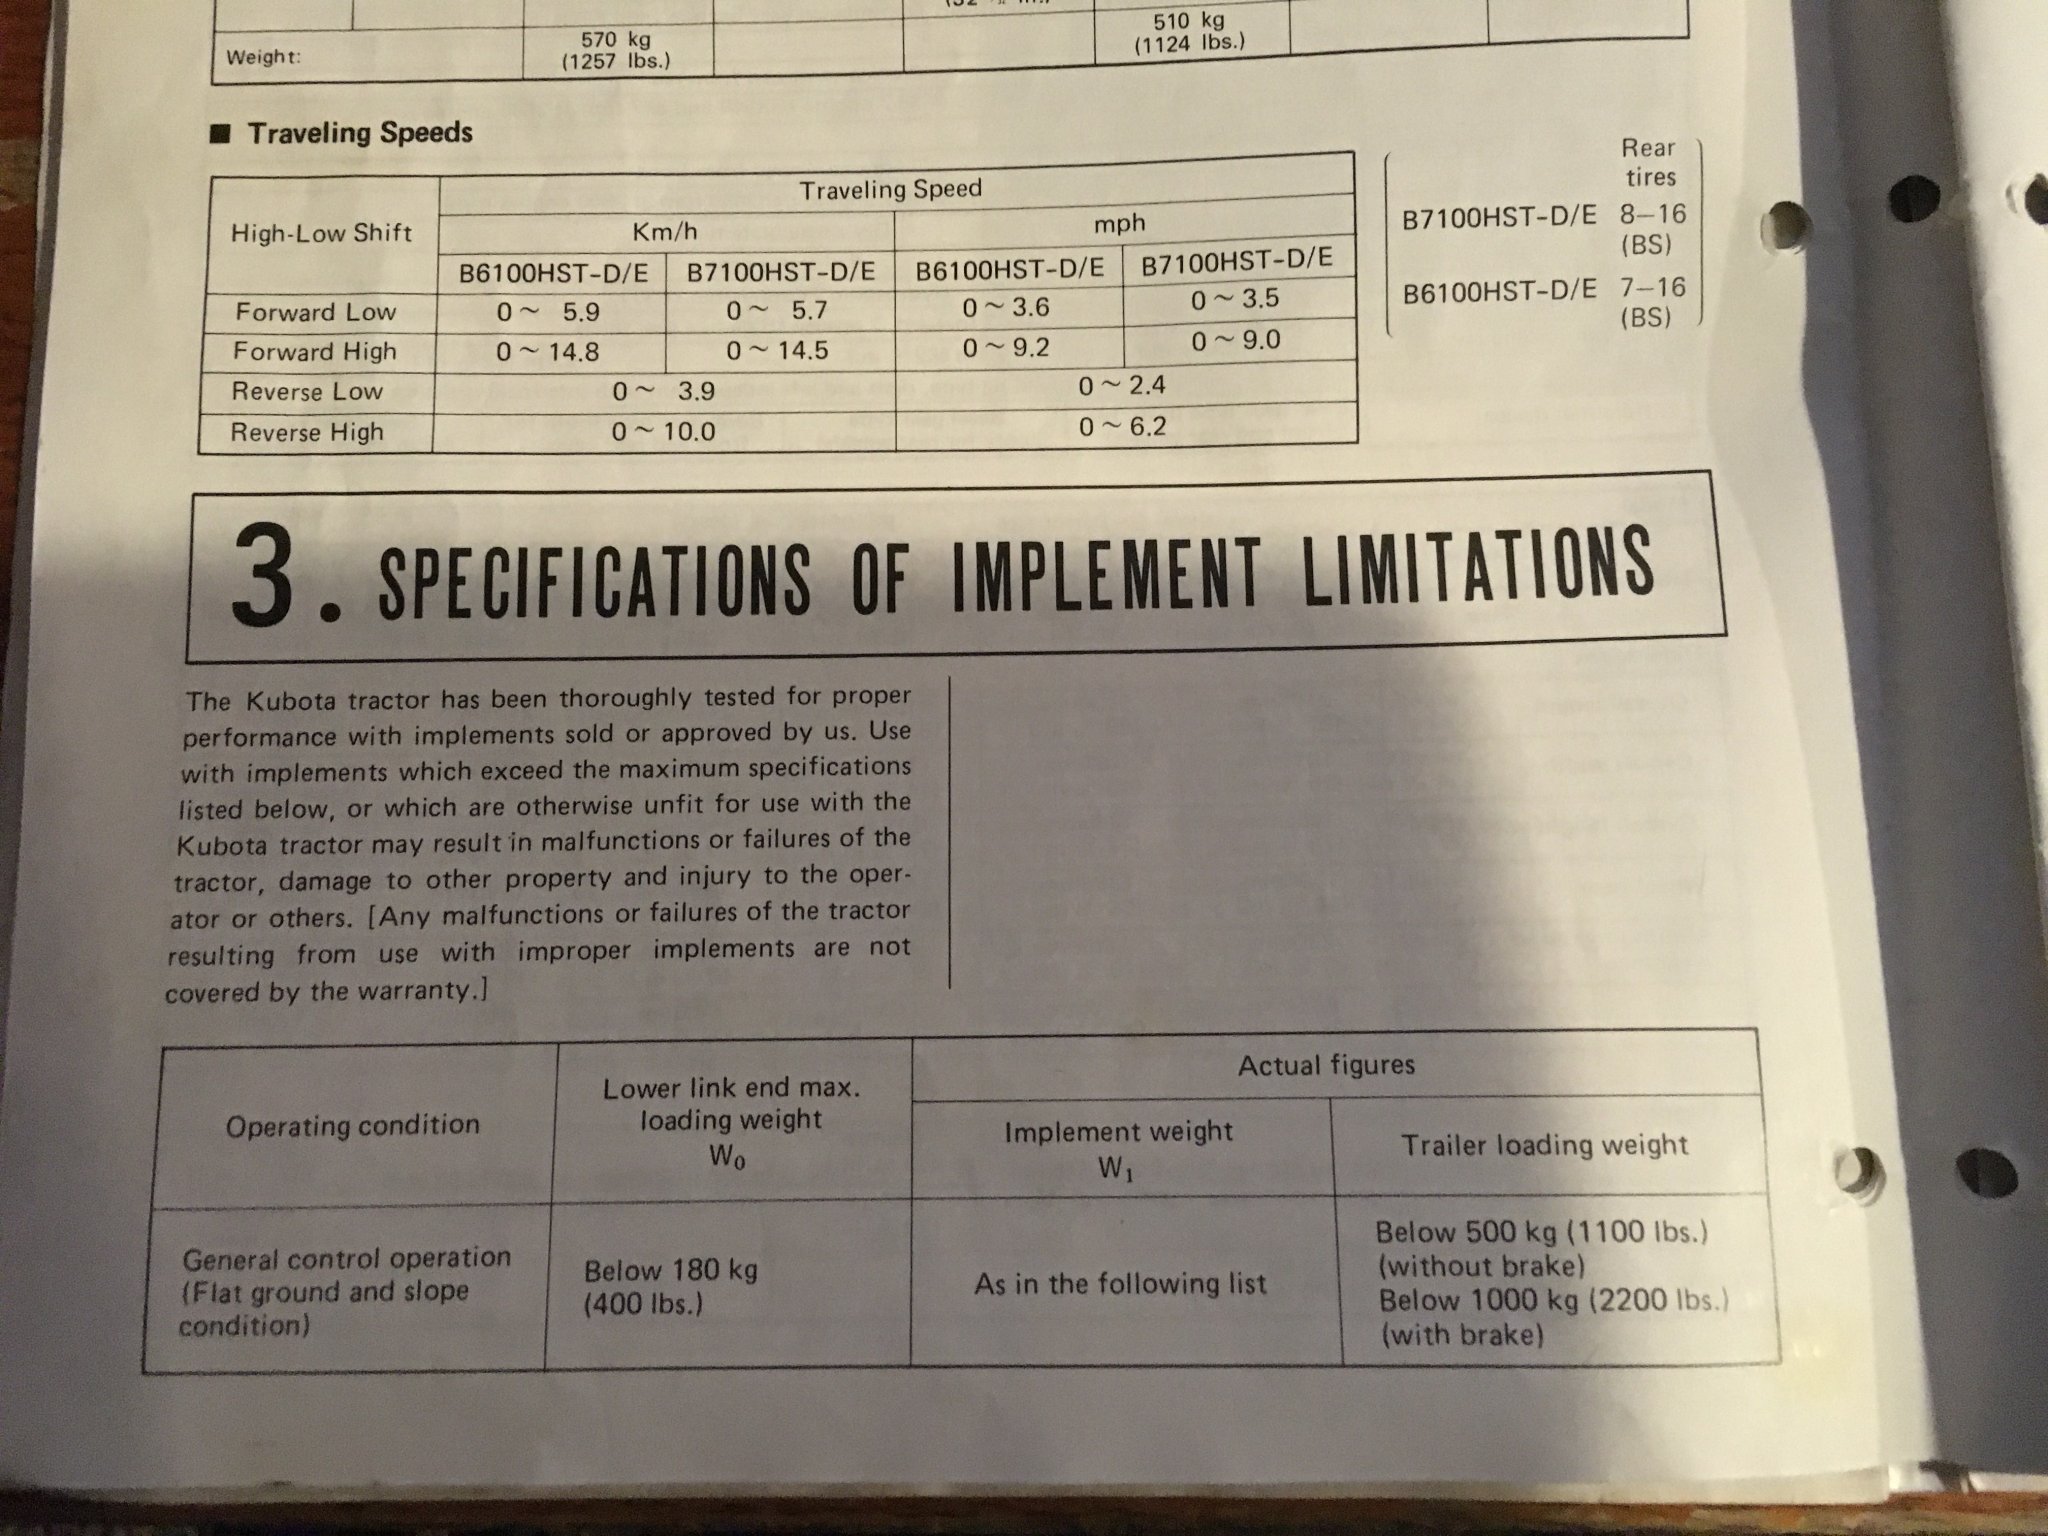 510 kg
570 kg
(1124 lbs.)
Weight:
(1257 lbs.)
■ Traveling Speeds
Rear
tires
B7100HST-D/E 8—16
(BS)
B6100HST-D/E 7—16
(BS)
High-Low Shift
Traveling Speed
Km/h mph
B6100HST-D/E B7100HST-D/E B6100HST-D/E B7100HST-D/E
Forward Low 0 ~ 5.9 0 ~ 5.7 0 ~ 3.6 0 ~ 3.5
Forward High 0 ~ 14.8 0 ~ 14.5 0 ~ 9.2 0 ~ 9.0
Reverse Low 0 ~ 3.9 0 ~ 2.4
Reverse High 0 ~ 10.0 0 ~ 6.2
3. SPECIFICATIONS OF IMPLEMENT LIMITATIONS
The Kubota tractor has been thoroughly tested for proper
performance with implements sold or approved by us. Use
with implements which exceed the maximum specifications
listed below, or which are otherwise unfit for use with the
Kubota tractor may result in malfunctions or failures of the
tractor, damage to other property and injury to the oper-
ator or others. [Any malfunctions or failures of the tractor
resulting from use with improper implements are not
covered by the warranty.]
Operating condition
Lower link end max.
loading weight
W₀
Actual figures
Implement weight
W₁
Trailer loading weight
General control operation
(Flat ground and slope
condition)
Below 180 kg
(400 lbs.)
As in the following list
Below 500 kg (1100 lbs.)
(without brake)
Below 1000 kg (2200 lbs.)
(with brake)